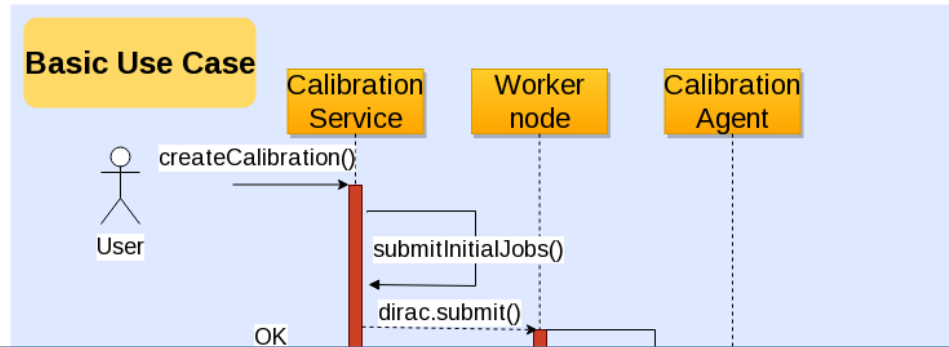 Basic Use Case
Calibration
Service
Worker
node
Calibration
Agent
createCalibration()
User
submitInitialJobs()
dirac.submit()
OK